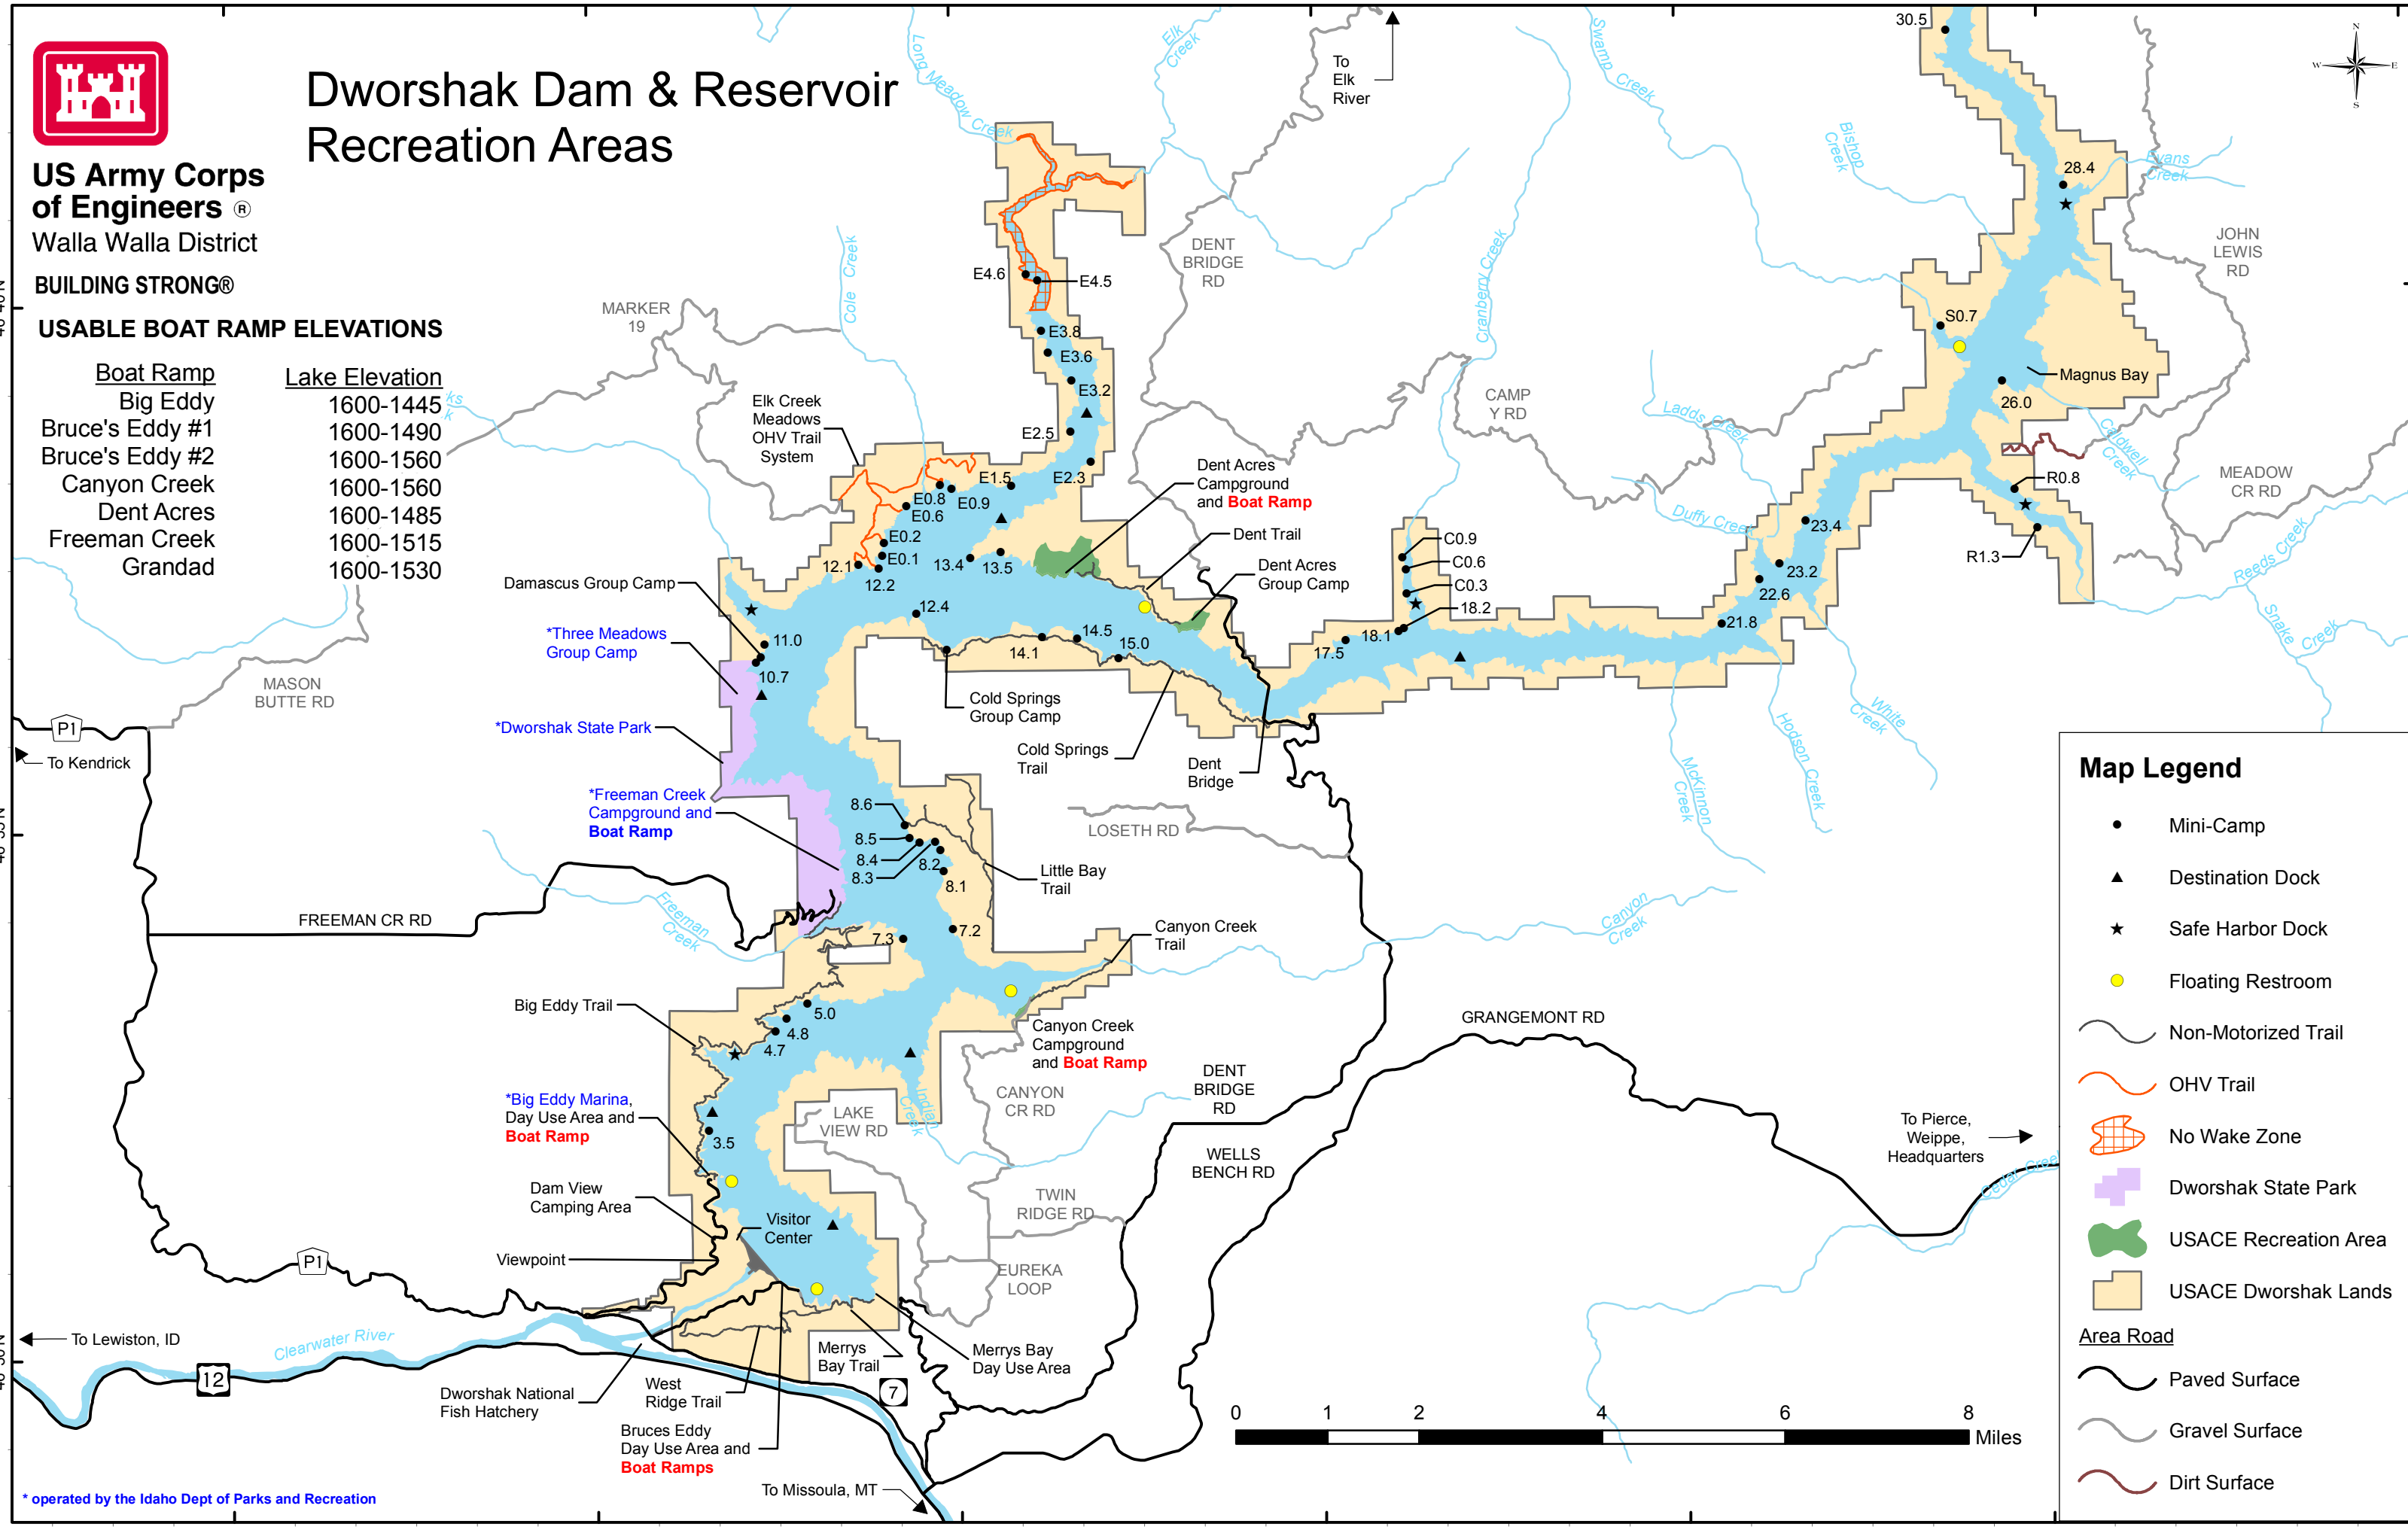 Dworshak Dam & Reservoir
Recreation Areas
US Army Corps
of Engineers ®
Walla Walla District
BUILDING STRONG®
USABLE BOAT RAMP ELEVATIONS
Boat Ramp Lake Elevation
Big Eddy 1600-1445
Bruce's Eddy #1 1600-1490
Bruce's Eddy #2 1600-1560
Canyon Creek 1600-1560
Dent Acres 1600-1485
Freeman Creek 1600-1515
Grandad 1600-1530
Long Meadow Creek
Elk
Creek
To
Elk
River
Swamp Creek
Bishop
Creek
Evans
Creek
30.5
28.4
N
W
E
S
JOHN
LEWIS
RD
DENT
BRIDGE
RD
Cranberry Creek
Cole Creek
MARKER
19
E4.6
E4.5
E3.8
E3.6
E3.2
E2.5
E2.3
E1.5
E0.9
E0.8
E0.6
E0.2
E0.1
Elk Creek
Meadows
OHV Trail
System
12.1
12.2
13.4
13.5
12.4
14.1
14.5
15.0
Dent Acres
Campground
and Boat Ramp
Dent Trail
Dent Acres
Group Camp
CAMP
Y RD
Ladds Creek
Duffy Creek
S0.7
Magnus Bay
26.0
Caldwell
Creek
MEADOW
CR RD
R0.8
R1.3
Reeds Creek
Snake Creek
23.4
23.2
22.6
21.8
C0.9
C0.6
C0.3
18.2
18.1
17.5
White
Creek
Hodson Creek
McKinnon
Creek
Damascus Group Camp
*Three Meadows
Group Camp
11.0
10.7
MASON
BUTTE RD
P1
To Kendrick
*Dworshak State Park
Cold Springs
Group Camp
Cold Springs
Trail
Dent
Bridge
*Freeman Creek
Campground and
Boat Ramp
8.6
8.5
8.4
8.3
8.2
8.1
LOSETH RD
Little Bay
Trail
FREEMAN CR RD
Freeman
Creek
7.3
7.2
Canyon Creek
Trail
Canyon
Creek
Big Eddy Trail
5.0
4.8
4.7
Canyon Creek
Campground
and Boat Ramp
GRANGEMONT RD
*Big Eddy Marina,
Day Use Area and
Boat Ramp
3.5
LAKE
VIEW RD
Indian
Creek
CANYON
CR RD
DENT
BRIDGE
RD
WELLS
BENCH RD
To Pierce,
Weippe,
Headquarters
Dam View
Camping Area
Visitor
Center
TWIN
RIDGE RD
Viewpoint
P1
EUREKA
LOOP
To Lewiston, ID
Clearwater River
12
Dworshak National
Fish Hatchery
West
Ridge Trail
Merrys
Bay Trail
7
Merrys Bay
Day Use Area
Bruces Eddy
Day Use Area and
Boat Ramps
To Missoula, MT
* operated by the Idaho Dept of Parks and Recreation
0 1 2 4 6 8
Miles
Map Legend
Mini-Camp
Destination Dock
Safe Harbor Dock
Floating Restroom
Non-Motorized Trail
OHV Trail
No Wake Zone
Dworshak State Park
USACE Recreation Area
USACE Dworshak Lands
Area Road
Paved Surface
Gravel Surface
Dirt Surface